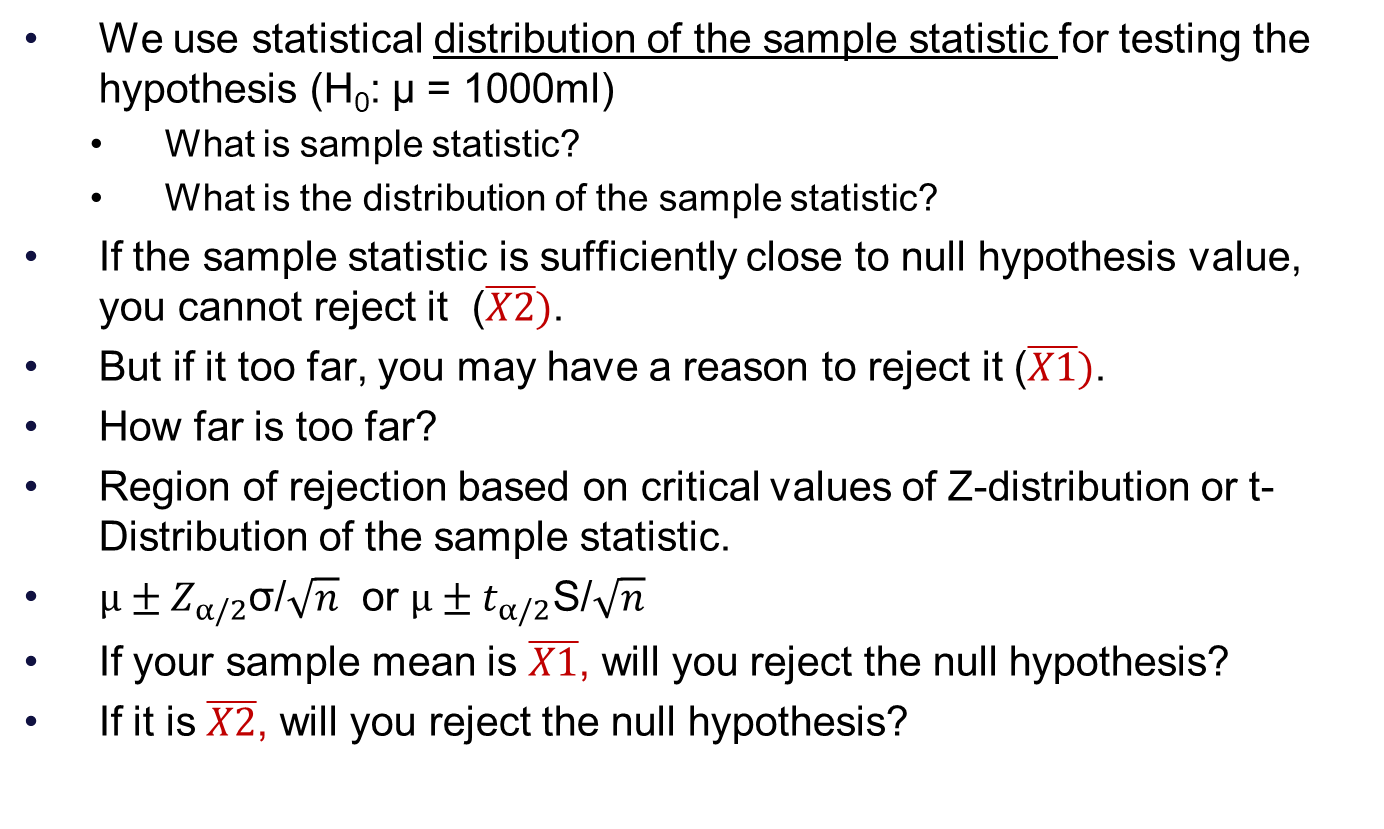 • We use statistical distribution of the sample statistic for testing the
hypothesis (H₀: µ = 1000ml)
• What is sample statistic?
• What is the distribution of the sample statistic?
• If the sample statistic is sufficiently close to null hypothesis value,
you cannot reject it (X̅2̅).
• But if it too far, you may have a reason to reject it (X̅1̅).
• How far is too far?
• Region of rejection based on critical values of Z-distribution or t-
Distribution of the sample statistic.
• μ ± Z_α/2 σ/√n or μ ± t_α/2 S/√n
• If your sample mean is X̅1̅, will you reject the null hypothesis?
• If it is X̅2̅, will you reject the null hypothesis?